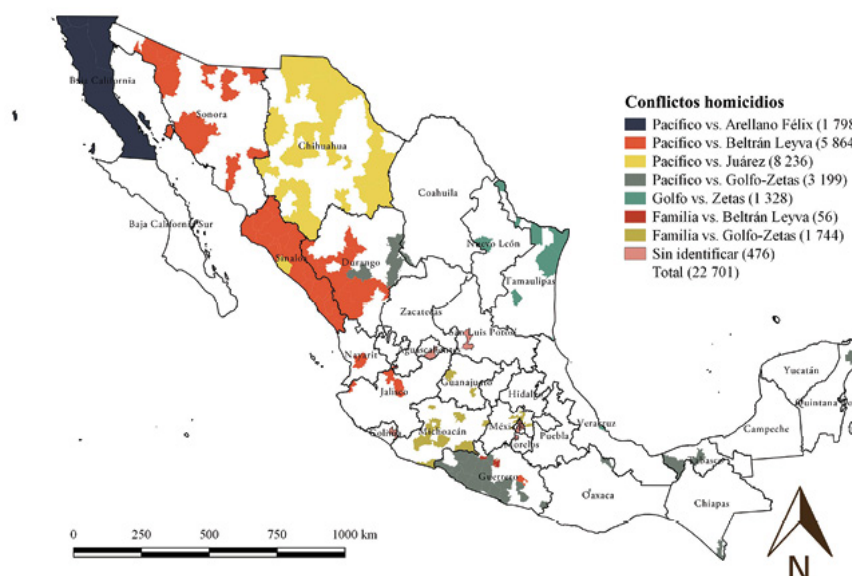 Conflictos homicidios
Pacífico vs. Arellano Félix (1 798
Pacífico vs. Beltrán Leyva (5 864
Pacífico vs. Juárez (8 236)
Pacífico vs. Golfo-Zetas (3 199)
Golfo vs. Zetas (1 328)
Familia vs. Beltrán Leyva (56)
Familia vs. Golfo-Zetas (1 744)
Sin identificar (476)
Total (22 701)
Baja California
Sonora
Chihuahua
Coahuila
Baja California Sur
Nuevo León
Sinaloa
Durango
Tamaulipas
Zacatecas
San Luis Potosí
Nayarit
Aguascalientes
Yucatán
Guanajuato
Jalisco
Hidalgo
Quintana Roo
Colima
Michoacán
México
Veracruz
Campeche
Morelos
Puebla
Tabasco
Guerrero
Oaxaca
Chiapas
0 250 500 750 1000 km
N